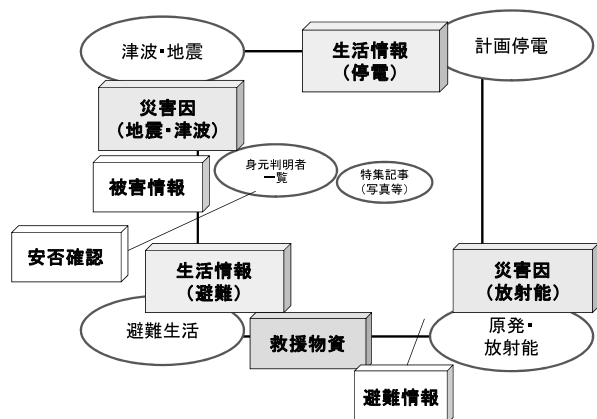 津波・地震
生活情報
（停電）
計画停電
災害因
（地震・津波）
身元判明者
一覧
特集記事
（写真等）
被害情報
安否確認
生活情報
（避難）
災害因
（放射能）
避難生活
救援物資
原発・
放射能
避難情報